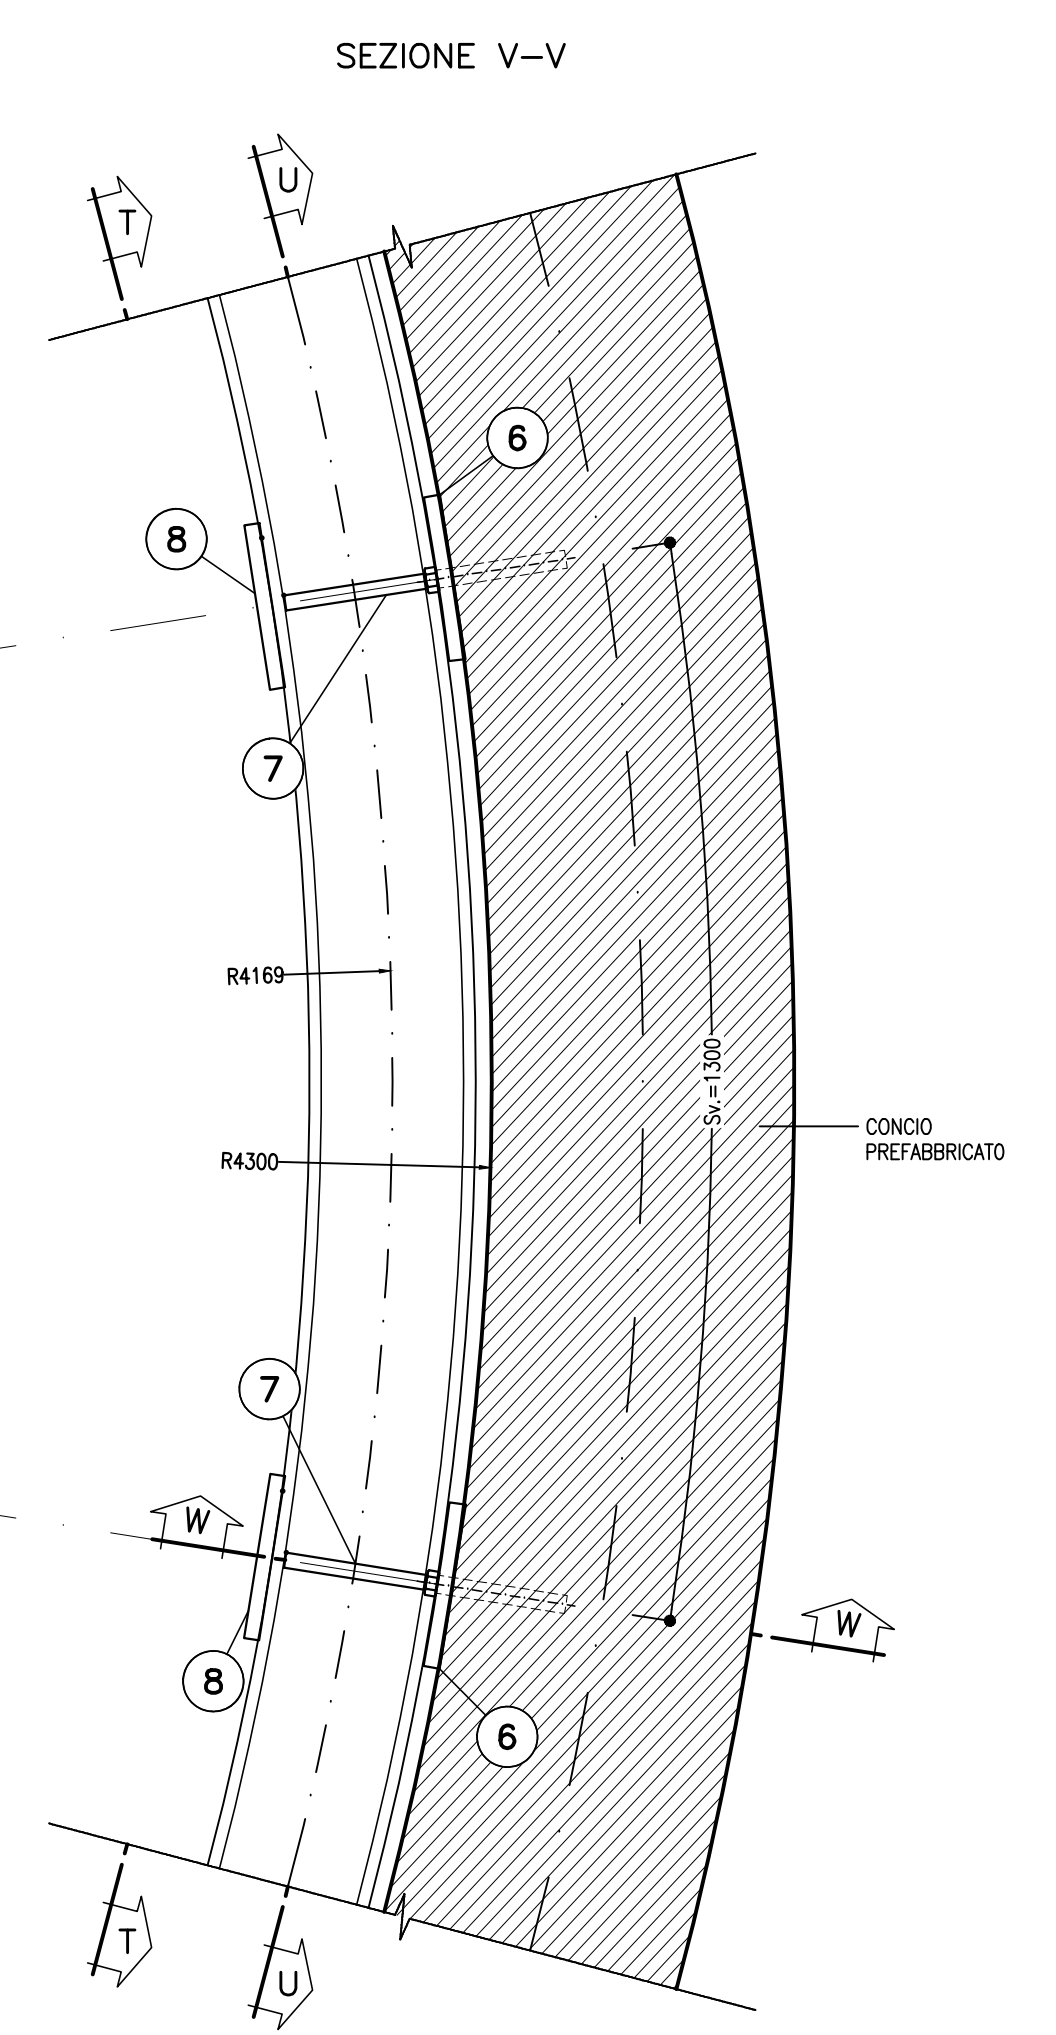 SEZIONE V-V
U
T
6
8
7
R4169
Sv.=1300
CONCIO
PREFABBRICATO
R4300
7
W
W
8
6
T
U